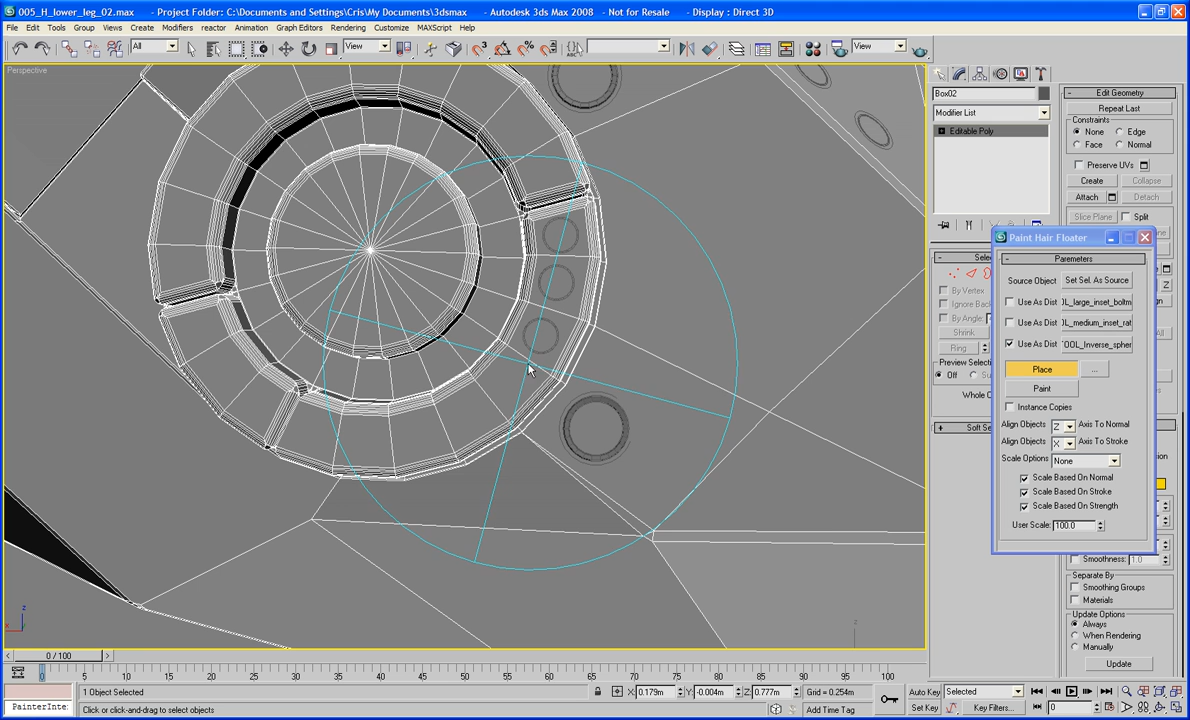 005_H_lower_leg_02.max - Project Folder: C:\Documents and Settings\Cris\My Documents\3dsmax - Autodesk 3ds Max 2008 - Not for Resale - Display : Direct 3D
File Edit Tools Group Views Create Modifiers reactor Animation Graph Editors Rendering Customize MAXScript Help
All View View
Perspective
Box02
Modifier List
Editable Poly
Edit Geometry
Repeat Last
Constraints
None Edge
Face Normal
Preserve UVs
Create Collapse
Attach Detach
Slice Plane Split
Paint Hair Floater
Parameters
Source Object Set Sel. As Source
Use As Dist
Use As Dist
Use As Dist
Place ...
Paint
Instance Copies
Align Objects Z Axis To Normal
Align Objects X Axis To Stroke
Scale Options None
Scale Based On Normal
Scale Based On Stroke
Scale Based On Strength
User Scale: 100.0
By Vertex
Ignore Back
By Angle:
Shrink
Ring
Preview Selec
Off
Smoothness: 1.0
Separate By
Smoothing Groups
Materials
Update Options
Always
When Rendering
Manually
Update
z
x
z
0 / 100
0 5 10 15 20 25 30 35 40 45 50 55 60 65 70 75 80 85 90 95 100
1 Object Selected X: 0.179m Y: -0.004m Z: 0.777m Grid = 0.254m Auto Key Selected
PainterInte: Click or click-and-drag to select objects Add Time Tag Set Key Key Filters... 0